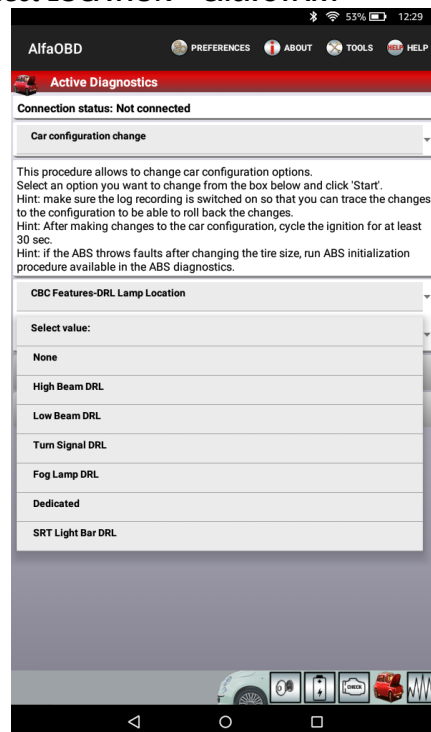 53% 12:29
AlfaOBD PREFERENCES ABOUT TOOLS HELP HELP
Active Diagnostics
Connection status: Not connected
Car configuration change
This procedure allows to change car configuration options.
Select an option you want to change from the box below and click 'Start'.
Hint: make sure the log recording is switched on so that you can trace the changes
to the configuration to be able to roll back the changes.
Hint: After making changes to the car configuration, cycle the ignition for at least
30 sec.
Hint: if the ABS throws faults after changing the tire size, run ABS initialization
procedure available in the ABS diagnostics.
CBC Features-DRL Lamp Location
Select value:
None
High Beam DRL
Low Beam DRL
Turn Signal DRL
Fog Lamp DRL
Dedicated
SRT Light Bar DRL
CHECK